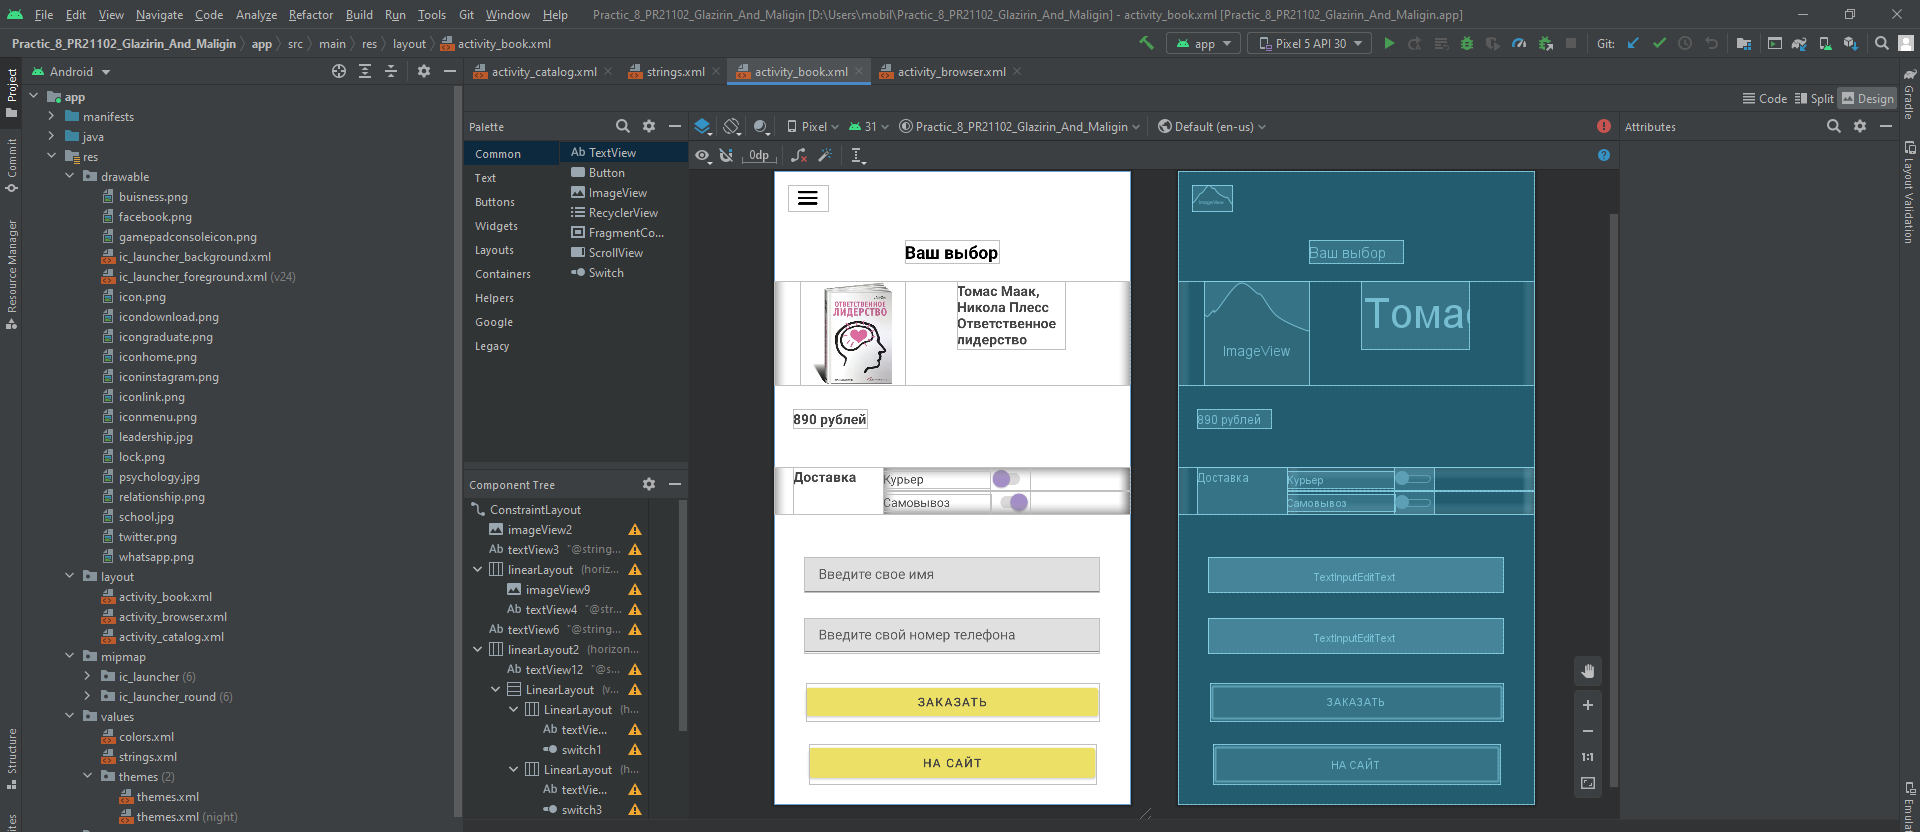 File Edit View Navigate Code Analyze Refactor Build Run Tools Git Window Help Practic_8_PR21102_Glazirin_And_Maligin [D:\Users\mobil\Practic_8_PR21102_Glazirin_And_Maligin] - activity_book.xml [Practic_8_PR21102_Glazirin_And_Maligin.app]
Practic_8_PR21102_Glazirin_And_Maligin app src main res layout activity_book.xml app Pixel 5 API 30 Git:
Android activity_catalog.xml strings.xml activity_book.xml activity_browser.xml
Project
Commit
Resource Manager
Structure
Gradle
Layout Validation
app
manifests
java
res
drawable
buisness.png
facebook.png
gamepadconsoleicon.png
ic_launcher_background.xml
ic_launcher_foreground.xml (v24)
icon.png
icondownload.png
icongraduate.png
iconhome.png
iconinstagram.png
iconlink.png
iconmenu.png
leadership.jpg
lock.png
psychology.jpg
relationship.png
school.jpg
twitter.png
whatsapp.png
layout
activity_book.xml
activity_browser.xml
activity_catalog.xml
mipmap
ic_launcher (6)
ic_launcher_round (6)
values
colors.xml
strings.xml
themes (2)
themes.xml
themes.xml (night)
Code Split Design
Palette
Common
Text
Buttons
Widgets
Layouts
Containers
Helpers
Google
Legacy
Ab TextView
Button
ImageView
RecyclerView
FragmentCo...
ScrollView
Switch
Component Tree
ConstraintLayout
imageView2
Ab textView3 "@string...
linearLayout (horiz...
imageView9
Ab textView4 "@str...
Ab textView6 "@string...
linearLayout2 (horizon...
Ab textView12 "@s...
LinearLayout (v...
LinearLayout (h...
Ab textVie...
switch1
LinearLayout (h...
Ab textVie...
switch3
Pixel 31 Practic_8_PR21102_Glazirin_And_Maligin Default (en-us)
0dp
Attributes
Ваш выбор
ОТВЕТСТВЕННОЕ
ЛИДЕРСТВО
Томас Маак,
Никола Плесс
Ответственное
лидерство
890 рублей
Доставка
Курьер
Самовывоз
Введите свое имя
Введите свой номер телефона
ЗАКАЗАТЬ
НА САЙТ
ImageView
Ваш выбор
ImageView
890 рублей
Доставка
Курьер
Самовывоз
TextInputEditText
TextInputEditText
ЗАКАЗАТЬ
НА САЙТ
1:1